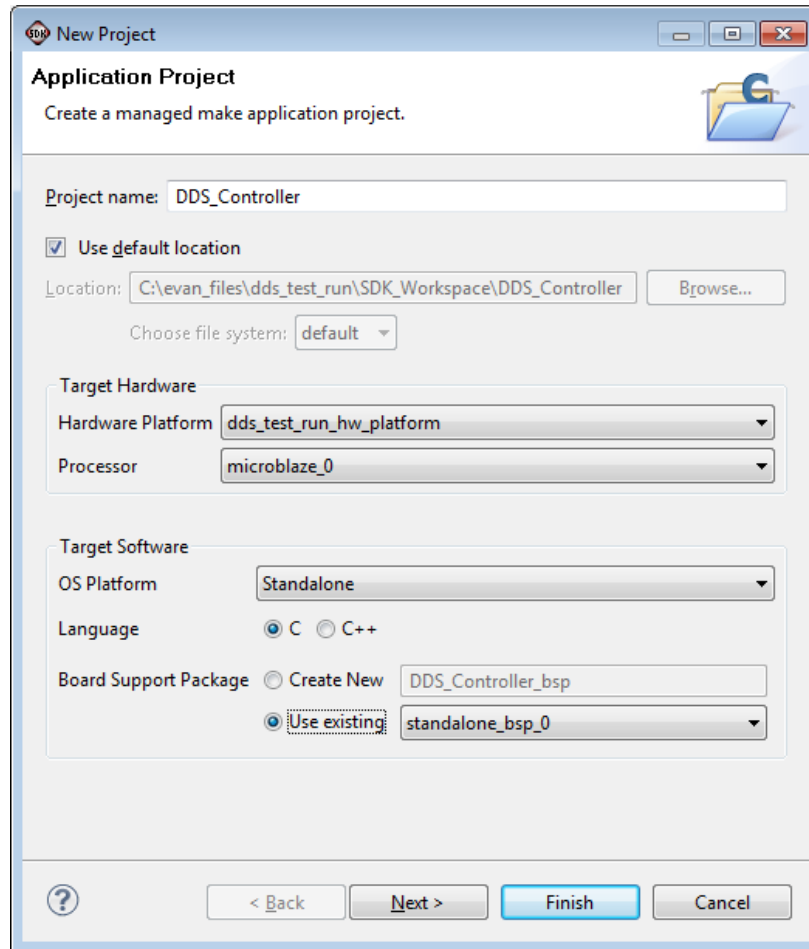 SDK New Project
Application Project
Create a managed make application project.
C
Project name: DDS_Controller
Use default location
Location: C:\evan_files\dds_test_run\SDK_Workspace\DDS_Controller Browse...
Choose file system: default
Target Hardware
Hardware Platform dds_test_run_hw_platform
Processor microblaze_0
Target Software
OS Platform Standalone
Language C C++
Board Support Package Create New DDS_Controller_bsp
Use existing standalone_bsp_0
? < Back Next > Finish Cancel